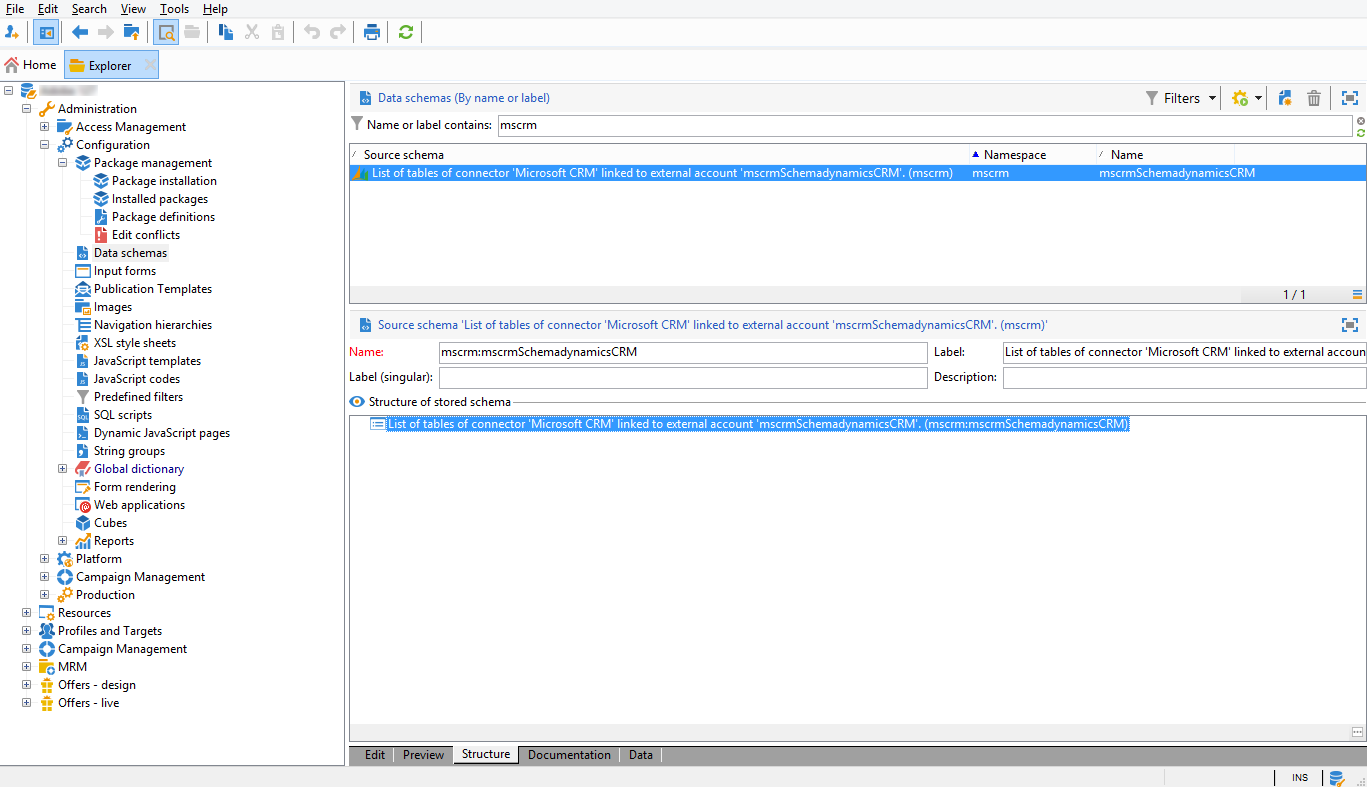 File Edit Search View Tools Help
Home Explorer
Administration
Access Management
Configuration
Package management
Package installation
Installed packages
Package definitions
Edit conflicts
Data schemas
Input forms
Publication Templates
Images
Navigation hierarchies
XSL style sheets
JavaScript templates
JavaScript codes
Predefined filters
SQL scripts
Dynamic JavaScript pages
String groups
Global dictionary
Form rendering
Web applications
Cubes
Reports
Platform
Campaign Management
Production
Resources
Profiles and Targets
Campaign Management
MRM
Offers - design
Offers - live
Data schemas (By name or label) Filters
Name or label contains: mscrm
Source schema Namespace Name
List of tables of connector 'Microsoft CRM' linked to external account 'mscrmSchemadynamicsCRM'. (mscrm) mscrm mscrmSchemadynamicsCRM
1 / 1
Source schema 'List of tables of connector 'Microsoft CRM' linked to external account 'mscrmSchemadynamicsCRM'. (mscrm)'
Name: mscrm:mscrmSchemadynamicsCRM Label: List of tables of connector 'Microsoft CRM' linked to external accoun
Label (singular): Description:
Structure of stored schema
List of tables of connector 'Microsoft CRM' linked to external account 'mscrmSchemadynamicsCRM'. (mscrm:mscrmSchemadynamicsCRM)
Edit Preview Structure Documentation Data
INS